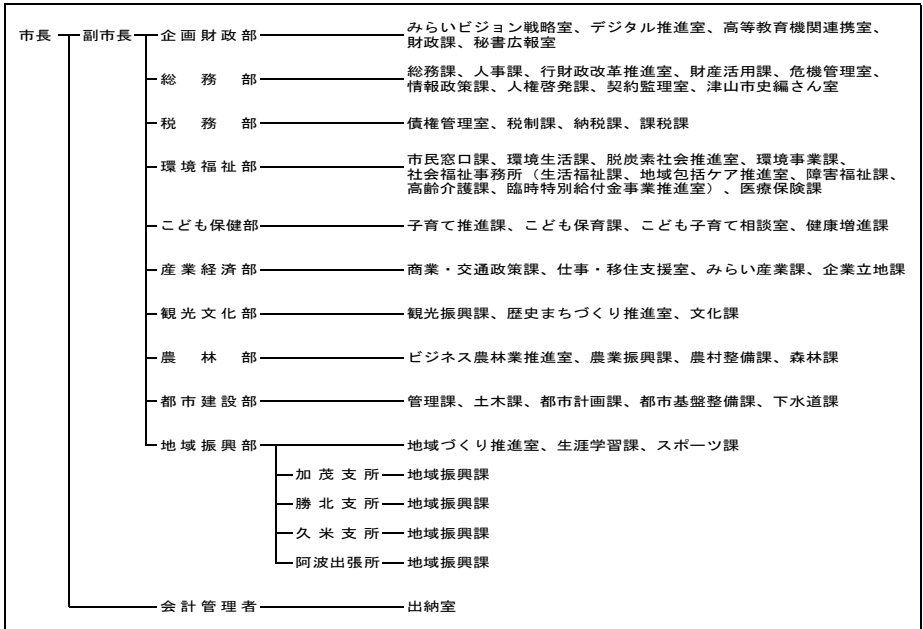 市長 副市長 企画財政部 みらいビジョン戦略室、デジタル推進室、高等教育機関連携室、
財政課、秘書広報室
総務部 総務課、人事課、行財政改革推進室、財産活用課、危機管理室、
情報政策課、人権啓発課、契約監理室、津山市史編さん室
税務部 債権管理室、税制課、納税課、課税課
環境福祉部 市民窓口課、環境生活課、脱炭素社会推進室、環境事業課、
社会福祉事務所（生活福祉課、地域包括ケア推進室、障害福祉課、
高齢介護課、臨時特別給付金事業推進室）、医療保険課
こども保健部 子育て推進課、こども保育課、こども子育て相談室、健康増進課
産業経済部 商業・交通政策課、仕事・移住支援室、みらい産業課、企業立地課
観光文化部 観光振興課、歴史まちづくり推進室、文化課
農林部 ビジネス農林業推進室、農業振興課、農村整備課、森林課
都市建設部 管理課、土木課、都市計画課、都市基盤整備課、下水道課
地域振興部 地域づくり推進室、生涯学習課、スポーツ課
加茂支所 地域振興課
勝北支所 地域振興課
久米支所 地域振興課
阿波出張所 地域振興課
会計管理者 出納室